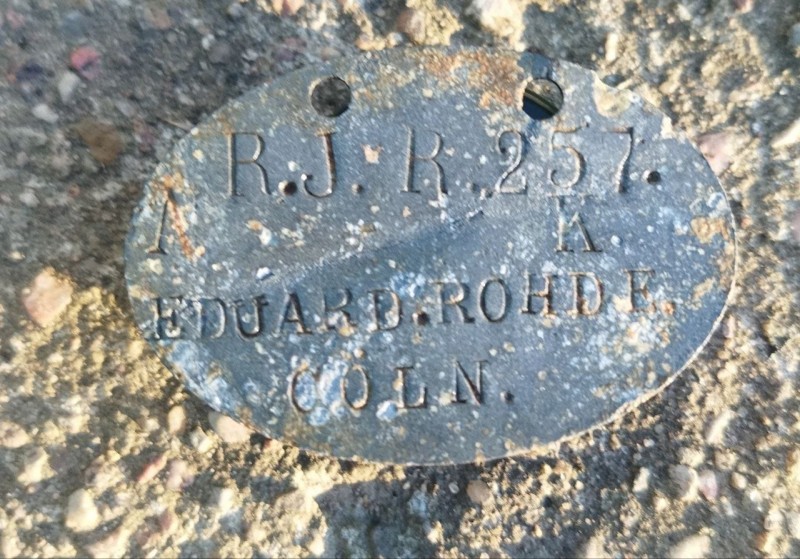 R.J.R.257.
A K
EDUARD.ROHDE.
CÖLN.